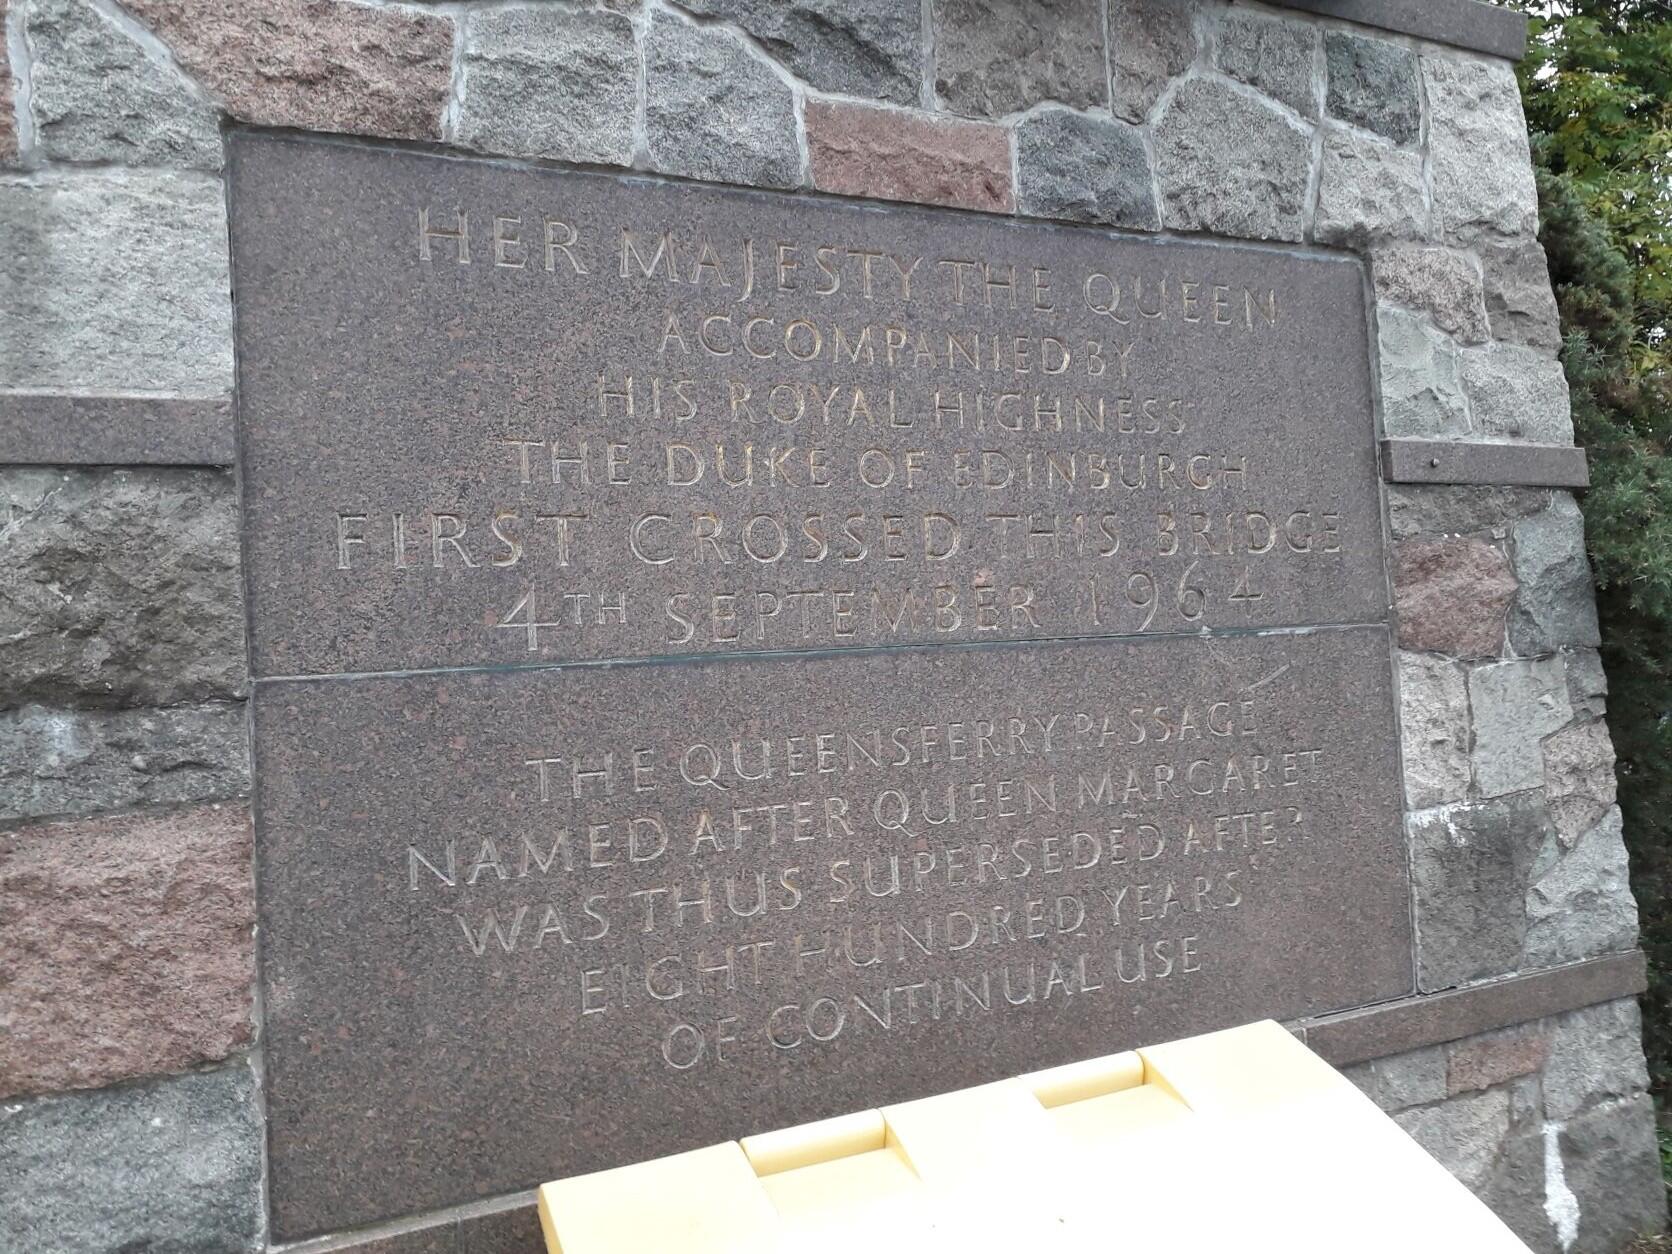 HER MAJESTY THE QUEEN
ACCOMPANIED BY
HIS ROYAL HIGHNESS
THE DUKE OF EDINBURGH
FIRST CROSSED THIS BRIDGE
4TH SEPTEMBER 1964
THE QUEENSFERRY PASSAGE
NAMED AFTER QUEEN MARGARET
WAS THUS SUPERSEDED AFTER
EIGHT HUNDRED YEARS
OF CONTINUAL USE